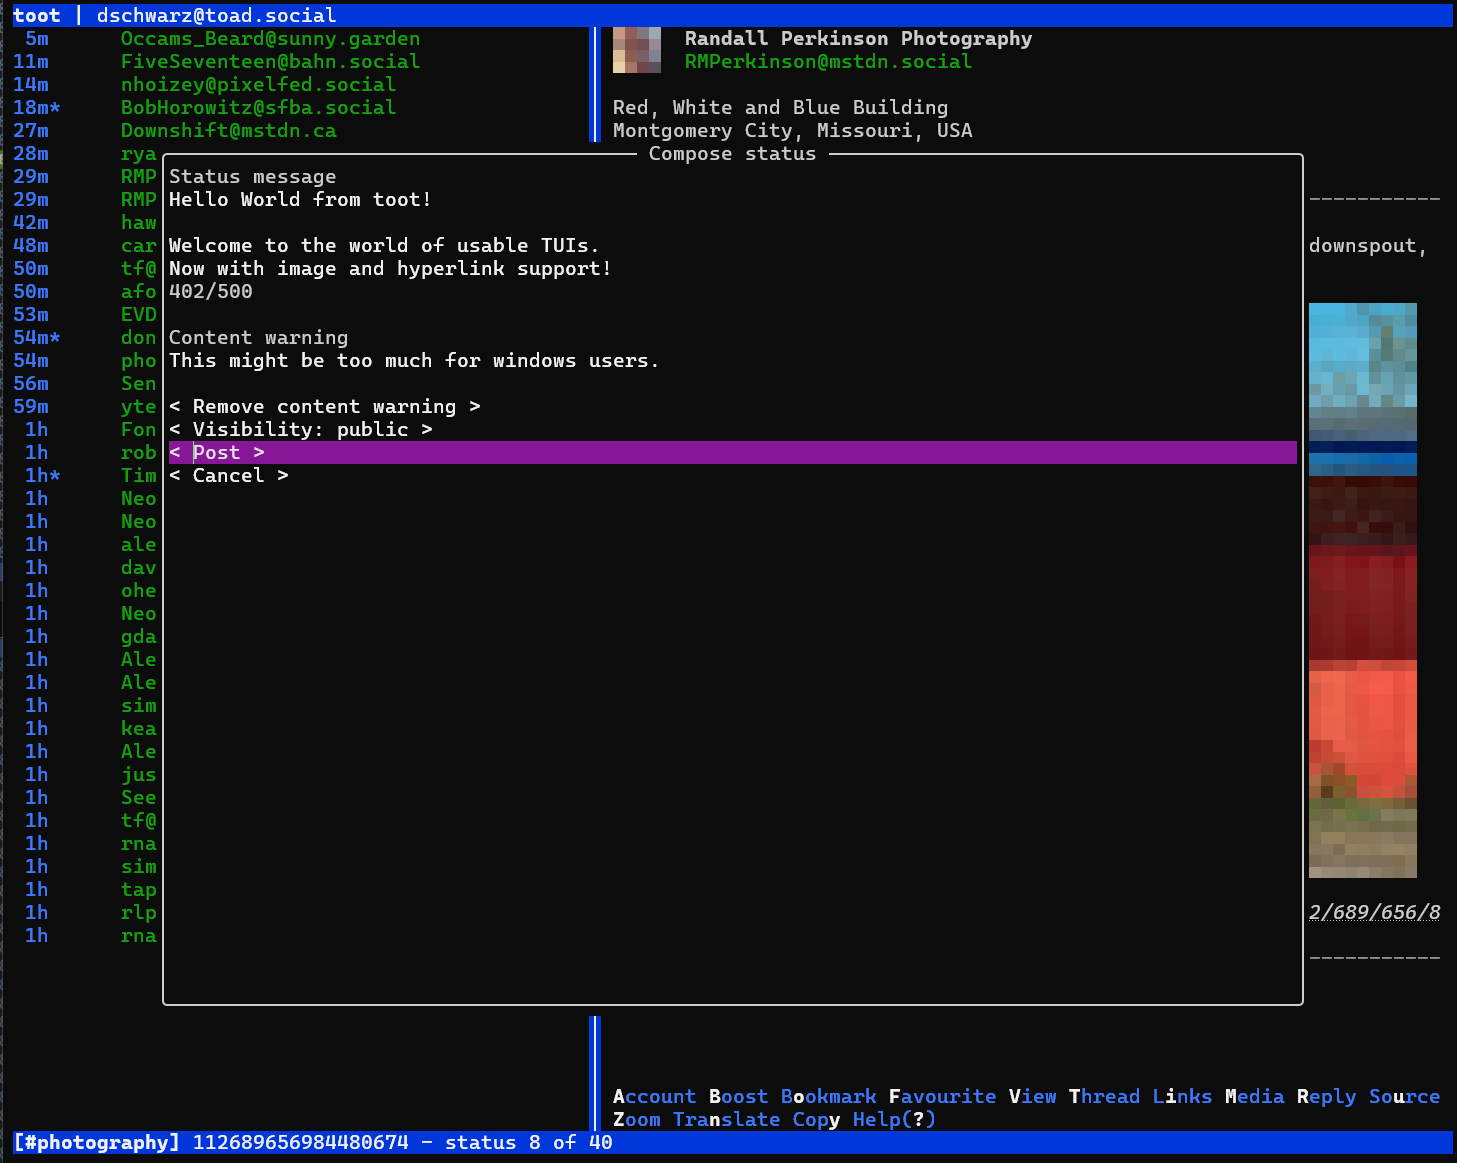 toot | dschwarz@toad.social
5m Occams_Beard@sunny.garden
11m FiveSeventeen@bahn.social
14m nhoizey@pixelfed.social
18m* BobHorowitz@sfba.social
27m Downshift@mstdn.ca
28m rya
29m RMP
29m RMP
42m haw
48m car
50m tf@
50m afo
53m EVD
54m* don
54m pho
56m Sen
59m yte
1h Fon
1h rob
1h* Tim
1h Neo
1h Neo
1h ale
1h dav
1h ohe
1h Neo
1h gda
1h Ale
1h Ale
1h sim
1h kea
1h Ale
1h jus
1h See
1h tf@
1h rna
1h sim
1h tap
1h rlp
1h rna
Randall Perkinson Photography
RMPerkinson@mstdn.social
Red, White and Blue Building
Montgomery City, Missouri, USA
Compose status
Status message
Hello World from toot!
Welcome to the world of usable TUIs.
Now with image and hyperlink support!
402/500
Content warning
This might be too much for windows users.
< Remove content warning >
< Visibility: public >
< Post >
< Cancel >
downspout,
2/689/656/8
Account Boost Bookmark Favourite View Thread Links Media Reply Source
Zoom Translate Copy Help(?)
[#photography] 112689656984480674 - status 8 of 40